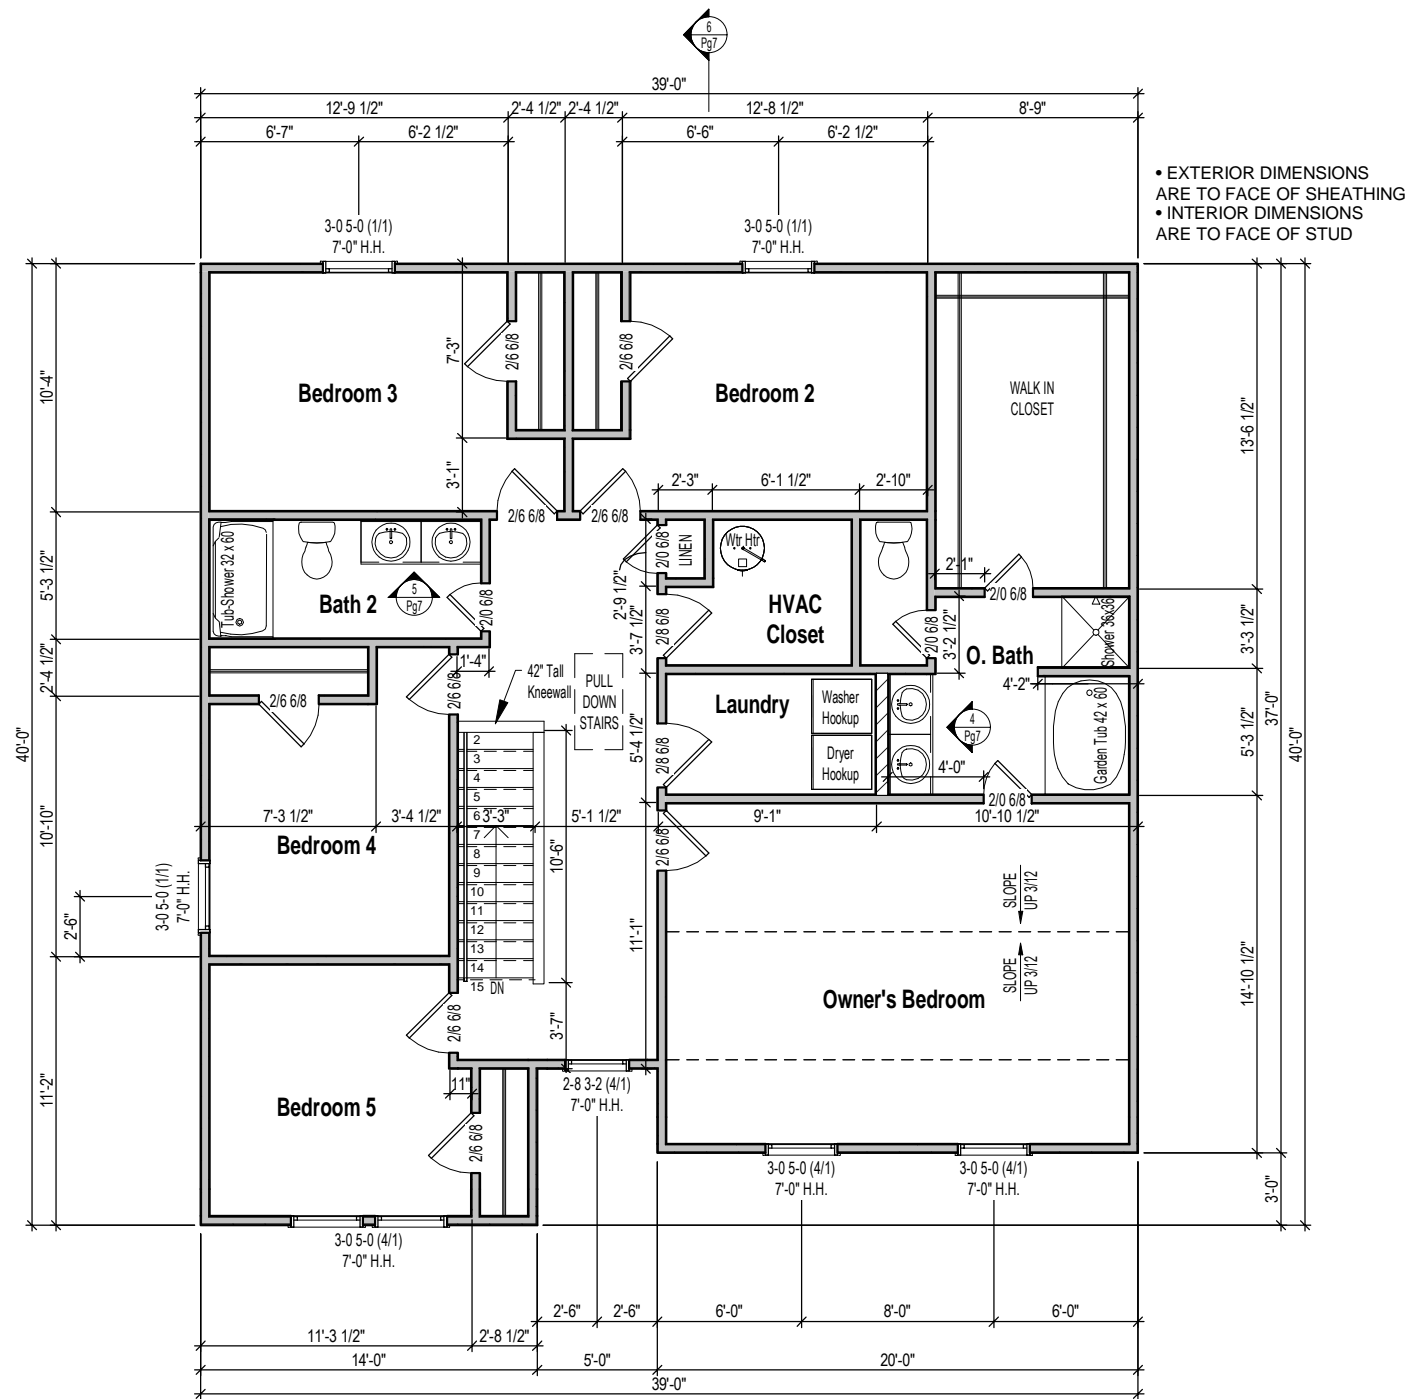 6
Pg7
39'-0"
12'-9 1/2"
2'-4 1/2"
2'-4 1/2"
12'-8 1/2"
8'-9"
6'-7"
6'-2 1/2"
6'-6"
6'-2 1/2"
• EXTERIOR DIMENSIONS
ARE TO FACE OF SHEATHING
• INTERIOR DIMENSIONS
ARE TO FACE OF STUD
3-0 5-0 (1/1)
7'-0" H.H.
3-0 5-0 (1/1)
7'-0" H.H.
10'-4"
7'-3"
2/6 6/8
2/6 6/8
Bedroom 3
Bedroom 2
WALK IN
CLOSET
13'-6 1/2"
3'-1"
2'-3"
6'-1 1/2"
2'-10"
2/6 6/8
2/6 6/8
5'-3 1/2"
Tub-Shower 32 x 60
Bath 2
5
Pg7
2/0 6/8
2/0 6/8
LINEN
Wtr Htr
2'-9 1/2"
HVAC
Closet
2'-1"
2/0 6/8
Shower 36x36
3'-3 1/2"
3'-7 1/2"
2/8 6/8
2/0 6/8
3'-2 1/2"
O. Bath
2'-4 1/2"
1'-4"
2/6 6/8
42" Tall
Kneewall
PULL
DOWN
STAIRS
4'-2"
37'-0"
40'-0"
40'-0"
2/6 6/8
Laundry
Washer
Hookup
Dryer
Hookup
5'-4 1/2"
2/8 6/8
4
Pg7
4'-0"
Garden Tub 42 x 60
5'-3 1/2"
2/0 6/8
2
3
4
5
6
7
8
9
10
11
12
13
14
15 DN
7'-3 1/2"
3'-4 1/2"
3'-3"
5'-1 1/2"
9'-1"
10'-10 1/2"
10'-10"
Bedroom 4
10'-6"
2/6 6/8
3-0 5-0 (1/1)
7'-0" H.H.
2'-6"
SLOPE
UP 3/12
SLOPE
UP 3/12
11'-1"
14'-10 1/2"
Owner's Bedroom
2/6 6/8
3'-7"
11'-2"
11"
2-8 3-2 (4/1)
7'-0" H.H.
Bedroom 5
2/6 6/8
3-0 5-0 (4/1)
7'-0" H.H.
3-0 5-0 (4/1)
7'-0" H.H.
3'-0"
3-0 5-0 (4/1)
7'-0" H.H.
2'-6"
2'-6"
6'-0"
8'-0"
6'-0"
11'-3 1/2"
2'-8 1/2"
14'-0"
5'-0"
20'-0"
39'-0"